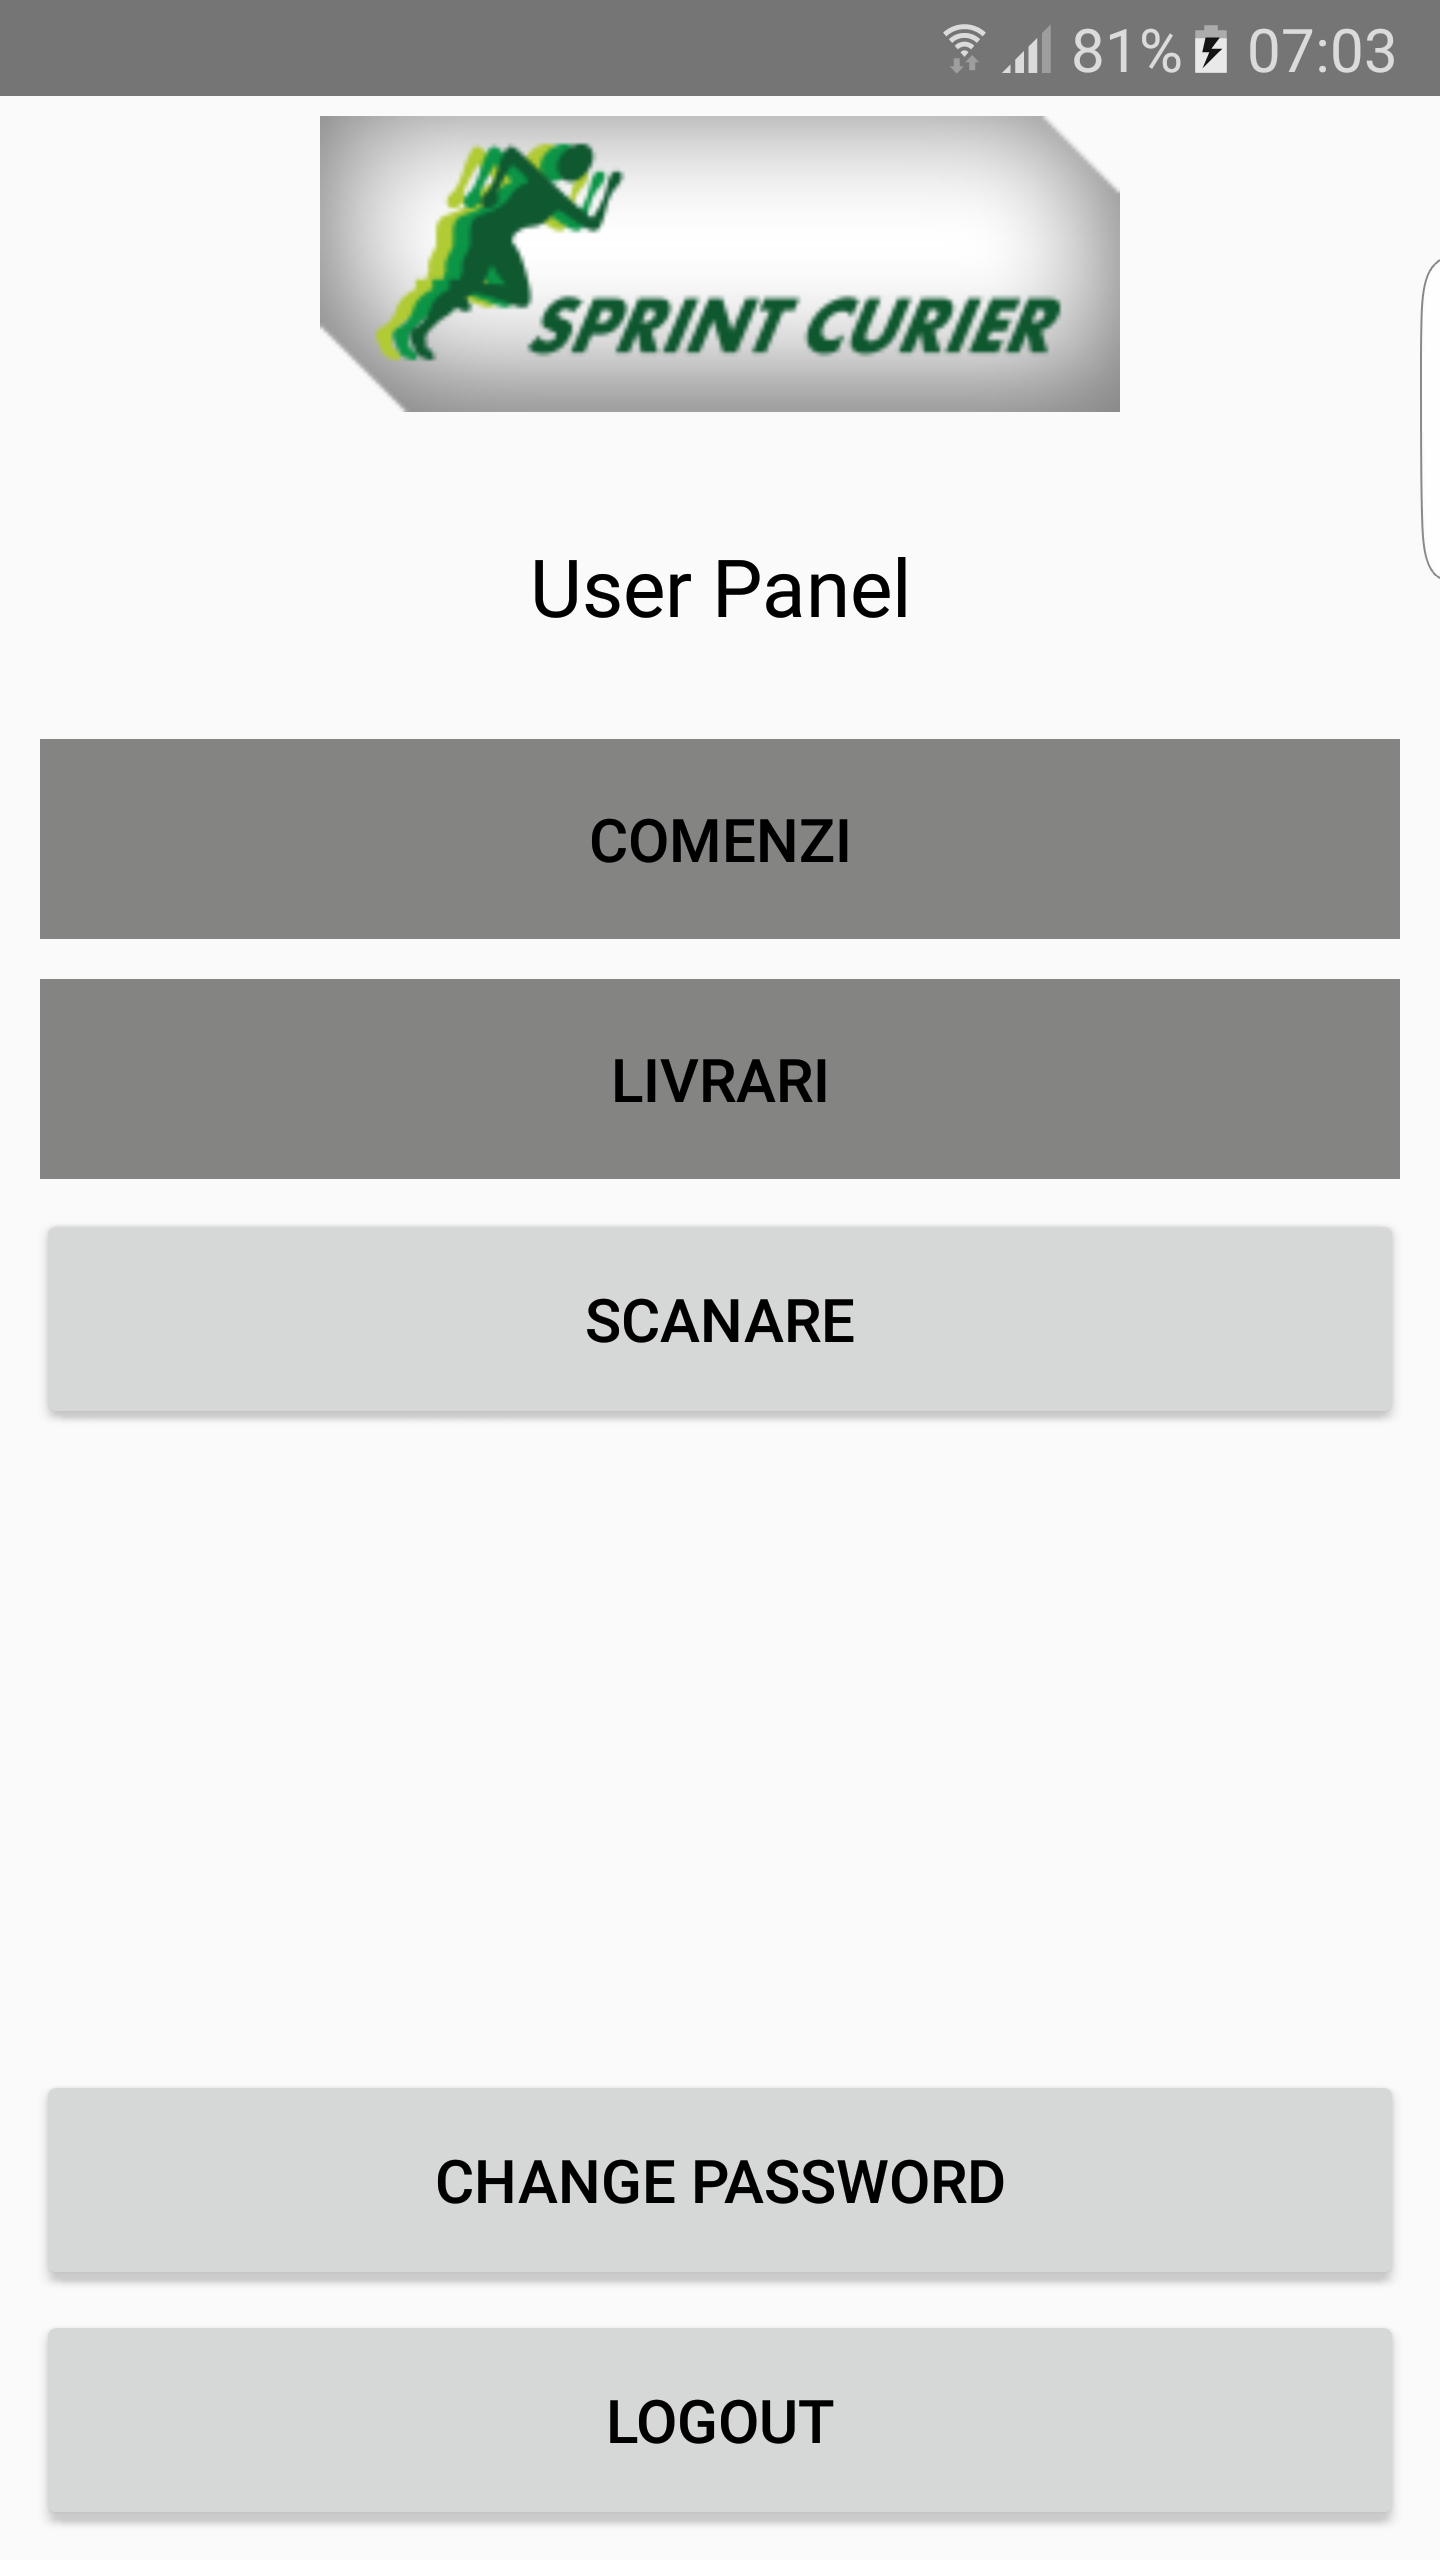 81% 07:03
SPRINT CURIER
User Panel
COMENZI
LIVRARI
SCANARE
CHANGE PASSWORD
LOGOUT